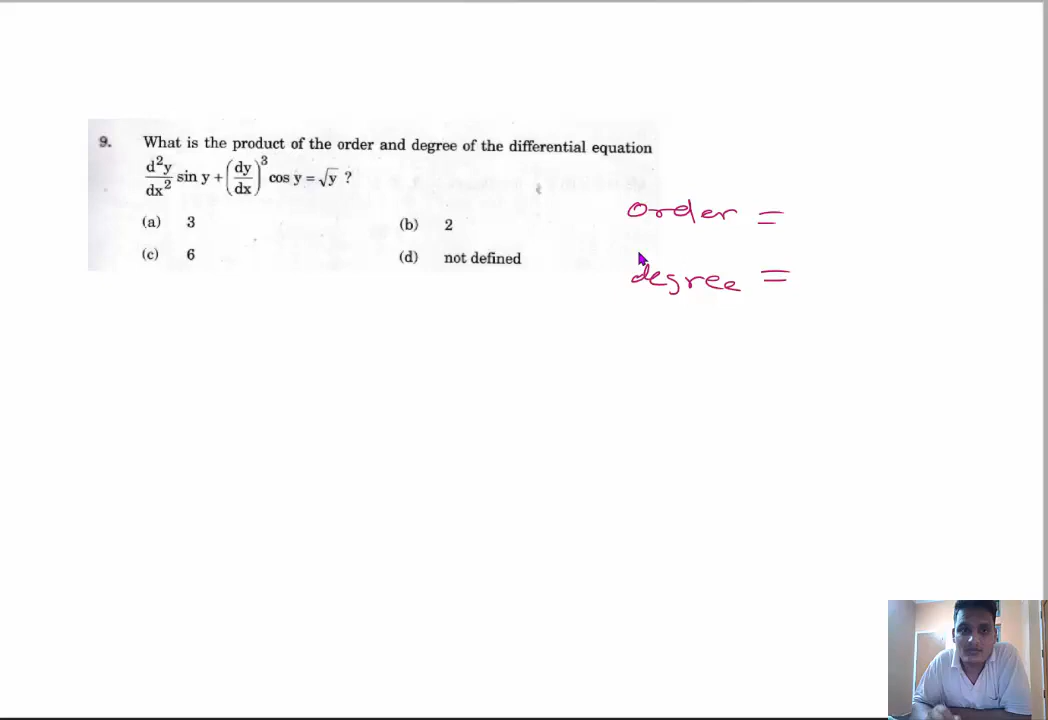 9. What is the product of the order and degree of the differential equation
d²y/dx² sin y + (dy/dx)³ cos y = √y ?
(a) 3 (b) 2
(c) 6 (d) not defined
order =
degree =